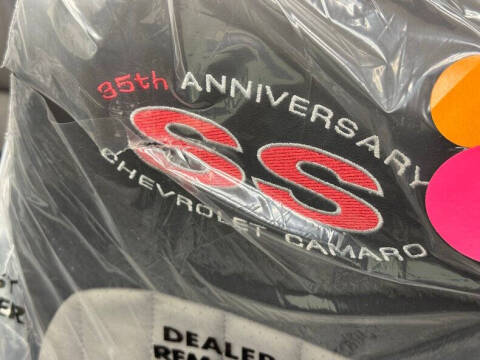 35th ANNIVERSARY
SS
CHEVROLET CAMARO
DEALER